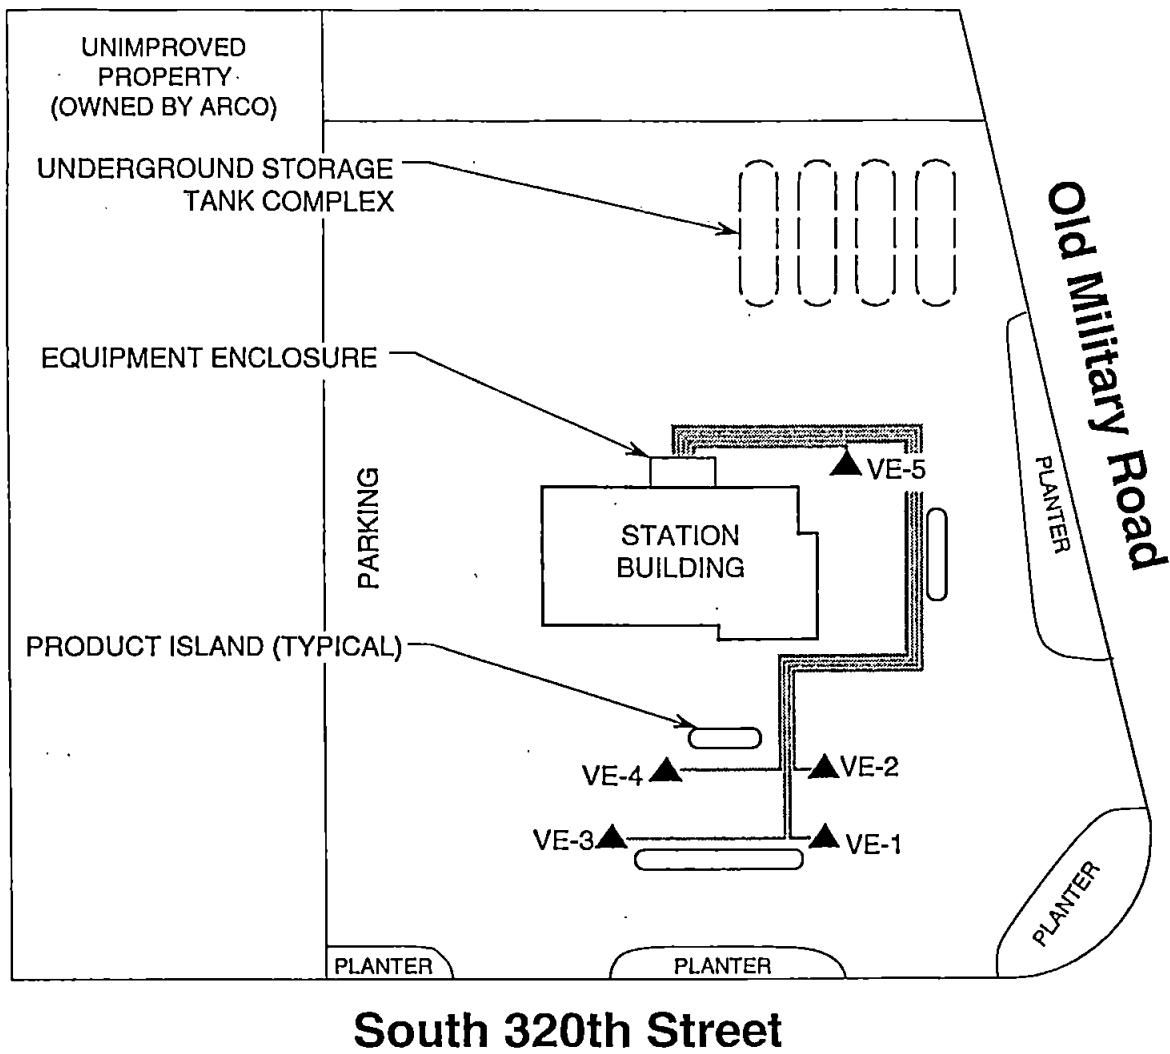 UNIMPROVED
PROPERTY
(OWNED BY ARCO)
UNDERGROUND STORAGE
TANK COMPLEX
Old Military Road
EQUIPMENT ENCLOSURE
VE-5
PLANTER
PARKING
STATION
BUILDING
PRODUCT ISLAND (TYPICAL)
VE-4
VE-2
VE-3
VE-1
PLANTER
PLANTER
PLANTER
South 320th Street